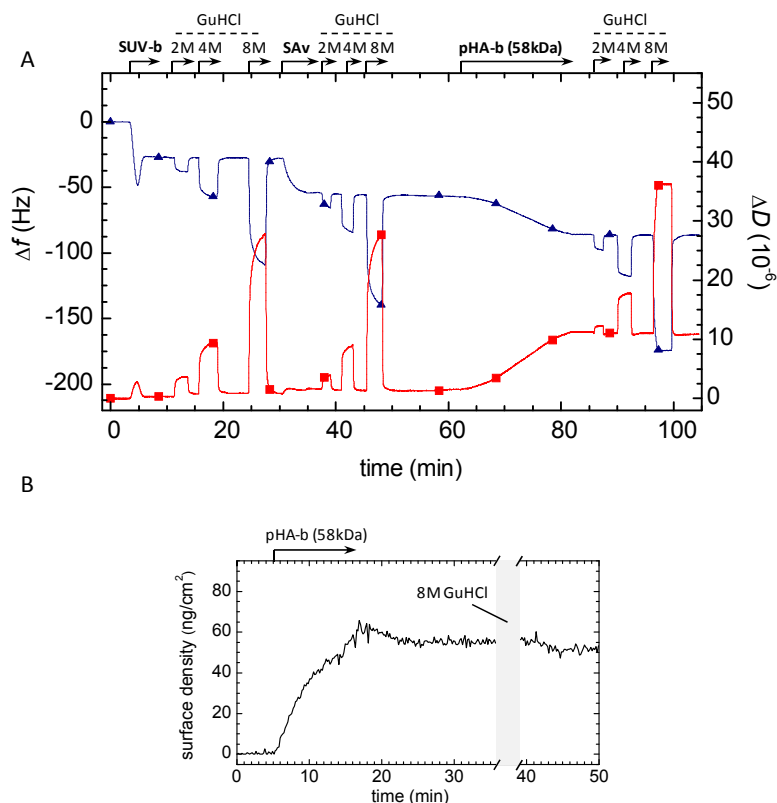 A
GuHCl GuHCl GuHCl
SUV-b 2M 4M 8M SAv 2M 4M 8M pHA-b (58kDa) 2M 4M 8M
Δf (Hz)
0
-50
-100
-150
-200
50
40
30
20
10
0
ΔD (10-6)
0 20 40 60 80 100
time (min)
B
pHA-b (58kDa)
surface density (ng/cm2)
80
60
40
20
0
8M GuHCl
0 10 20 30 40 50
time (min)